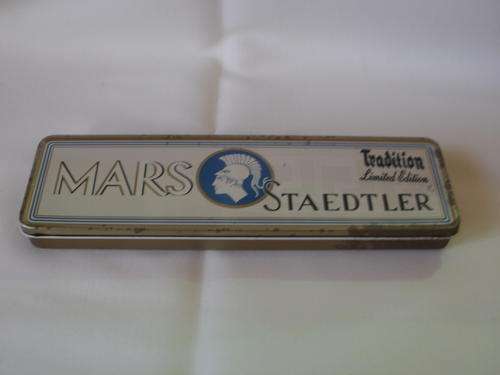 MARS
STAEDTLER
Tradition
Limited Edition